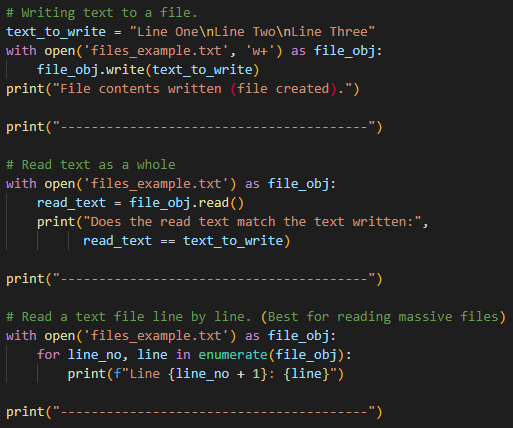 # Writing text to a file.
text_to_write = "Line One\nLine Two\nLine Three"
with open('files_example.txt', 'w+') as file_obj:
    file_obj.write(text_to_write)
print("File contents written (file created).")

print("----------------------------------------")

# Read text as a whole
with open('files_example.txt') as file_obj:
    read_text = file_obj.read()
    print("Does the read text match the text written:",
          read_text == text_to_write)

print("----------------------------------------")

# Read a text file line by line. (Best for reading massive files)
with open('files_example.txt') as file_obj:
    for line_no, line in enumerate(file_obj):
        print(f"Line {line_no + 1}: {line}")

print("----------------------------------------")